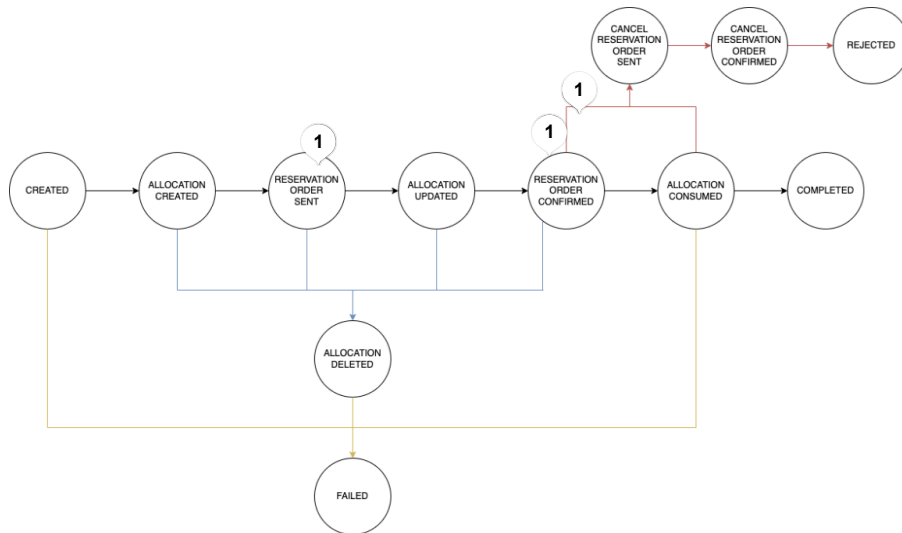 CANCEL
RESERVATION
ORDER
SENT
CANCEL
RESERVATION
ORDER
CONFIRMED
REJECTED
1
1
1
CREATED
ALLOCATION
CREATED
RESERVATION
ORDER
SENT
ALLOCATION
UPDATED
RESERVATION
ORDER
CONFIRMED
ALLOCATION
CONSUMED
COMPLETED
ALLOCATION
DELETED
FAILED